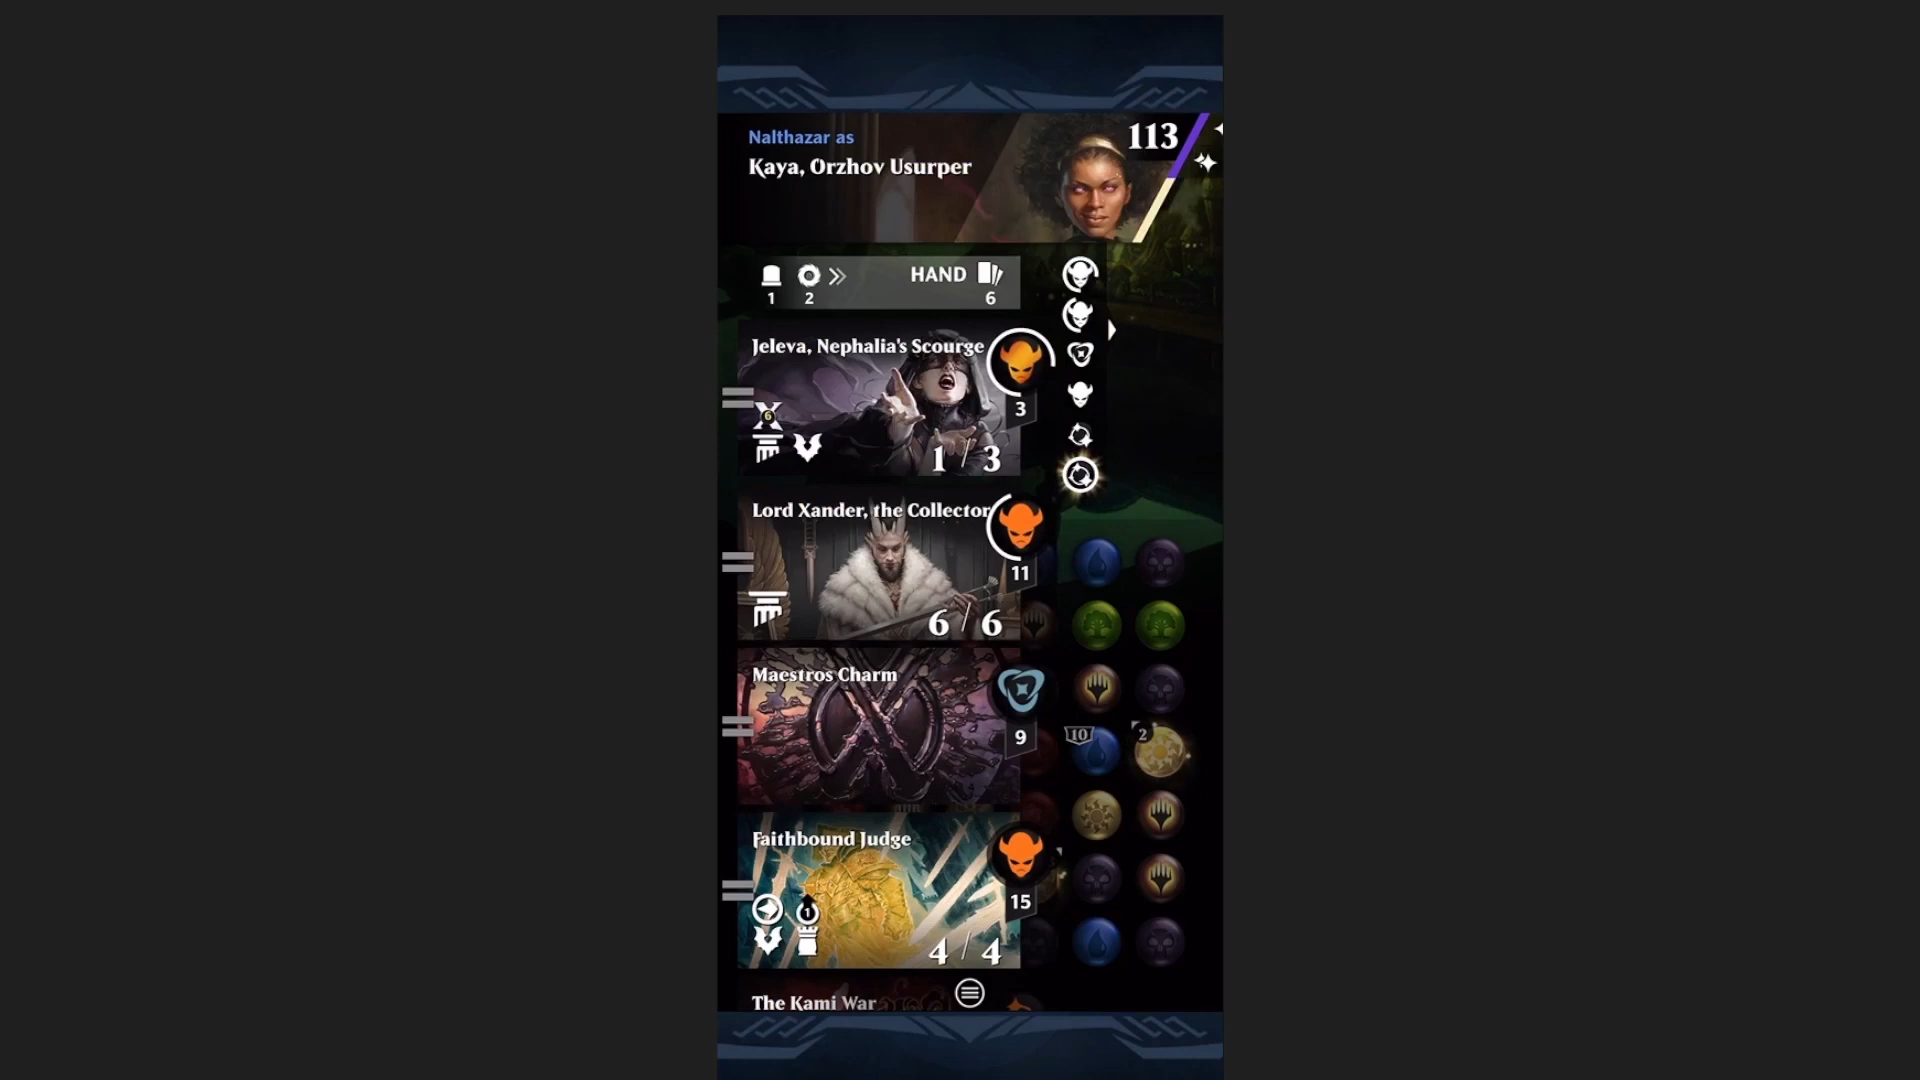 Nalthazar as
113
Kaya, Orzhov Usurper
HAND
1 2 6
Jeleva, Nephalia's Scourge
3
6
1 / 3
Lord Xander, the Collector
11
6 / 6
Maestros Charm
9
10 2
Faithbound Judge
15
1
4 / 4
The Kami War